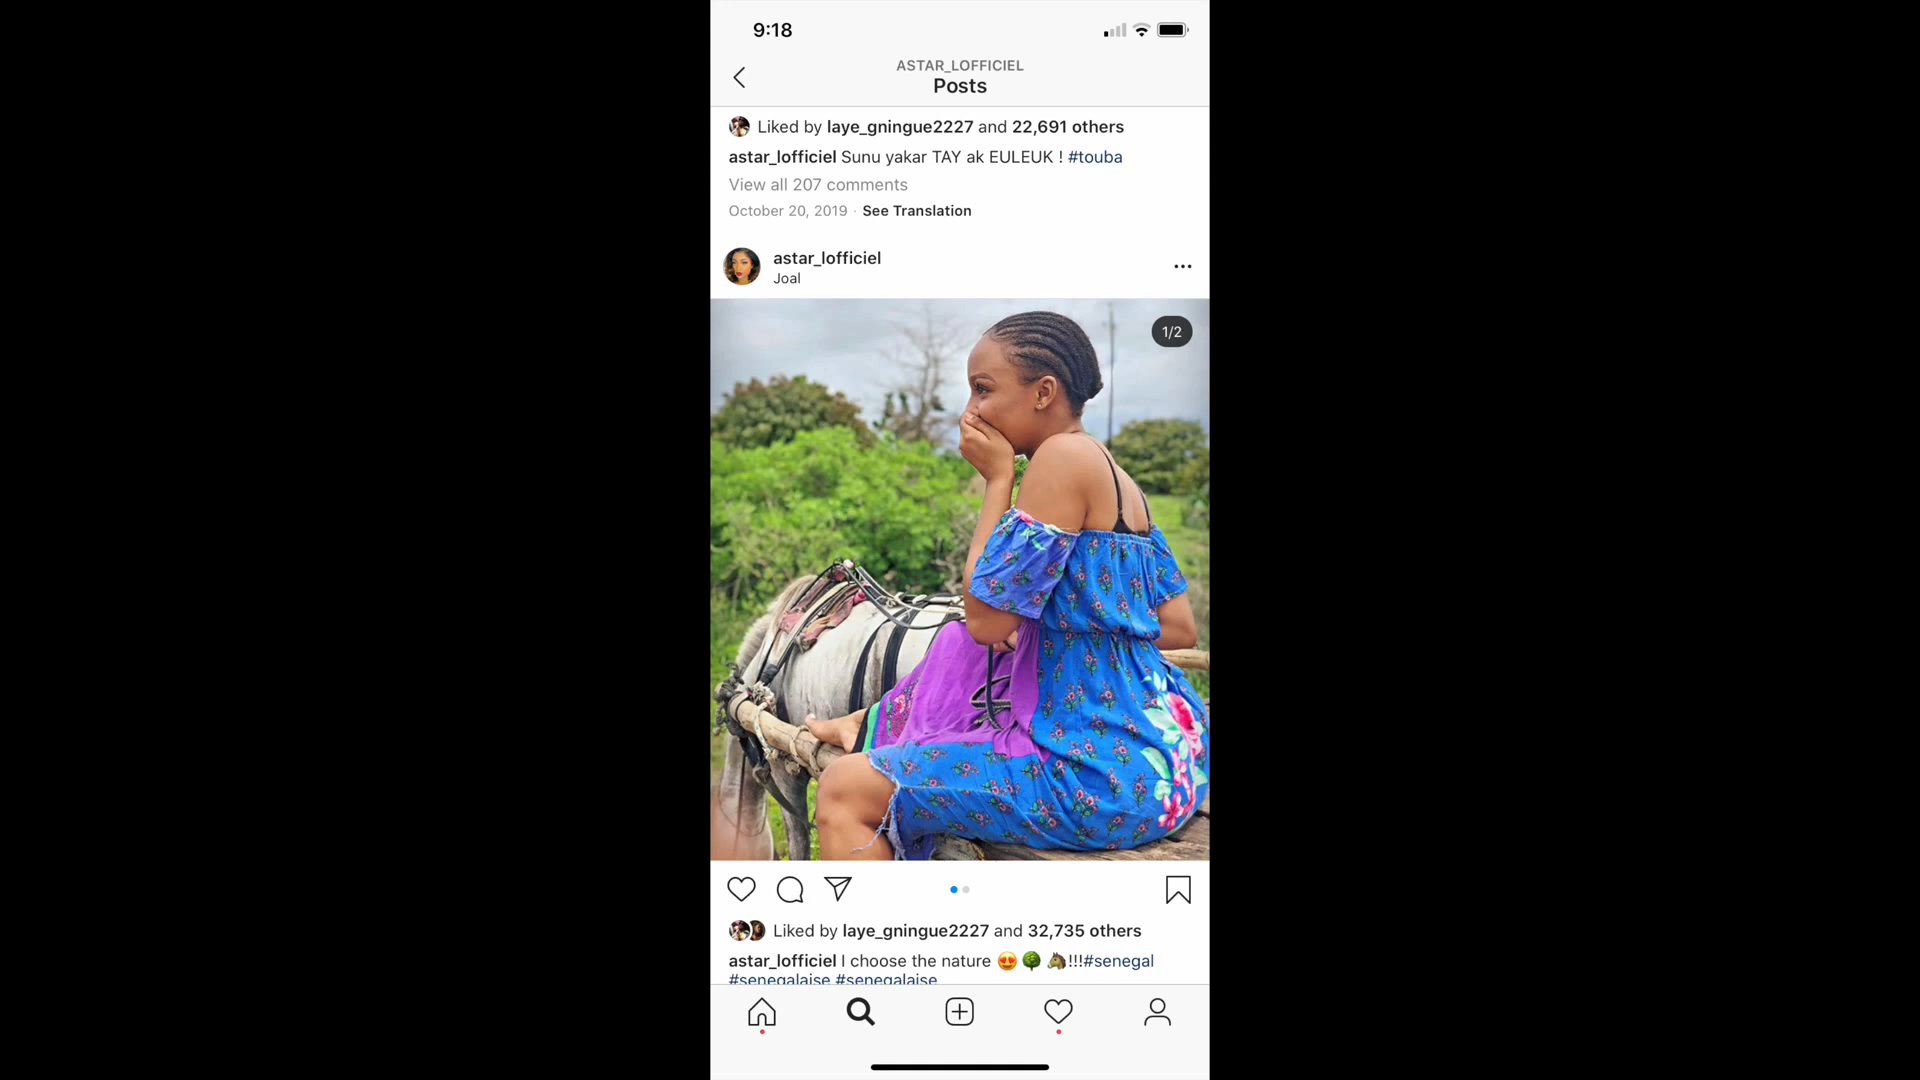 9:18
ASTAR_LOFFICIEL
Posts
Liked by laye_gningue2227 and 22,691 others
astar_lofficiel Sunu yakar TAY ak EULEUK ! #touba
View all 207 comments
October 20, 2019 · See Translation
astar_lofficiel
Joal
1/2
Liked by laye_gningue2227 and 32,735 others
astar_lofficiel I choose the nature 😍🌳🐴!!!#senegal
#senegalaise #senegalaise